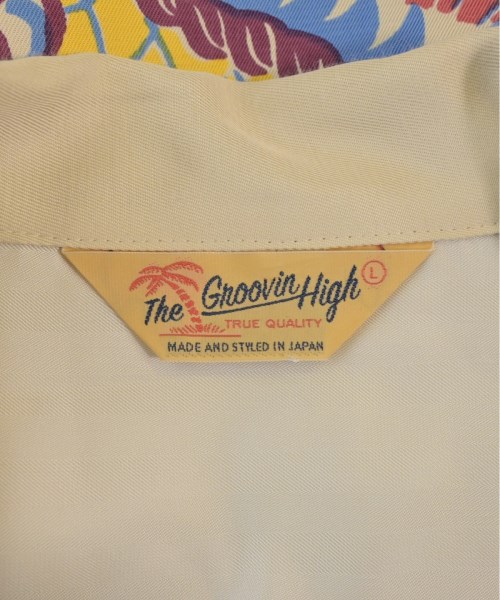 The Groovin High L
TRUE QUALITY
MADE AND STYLED IN JAPAN